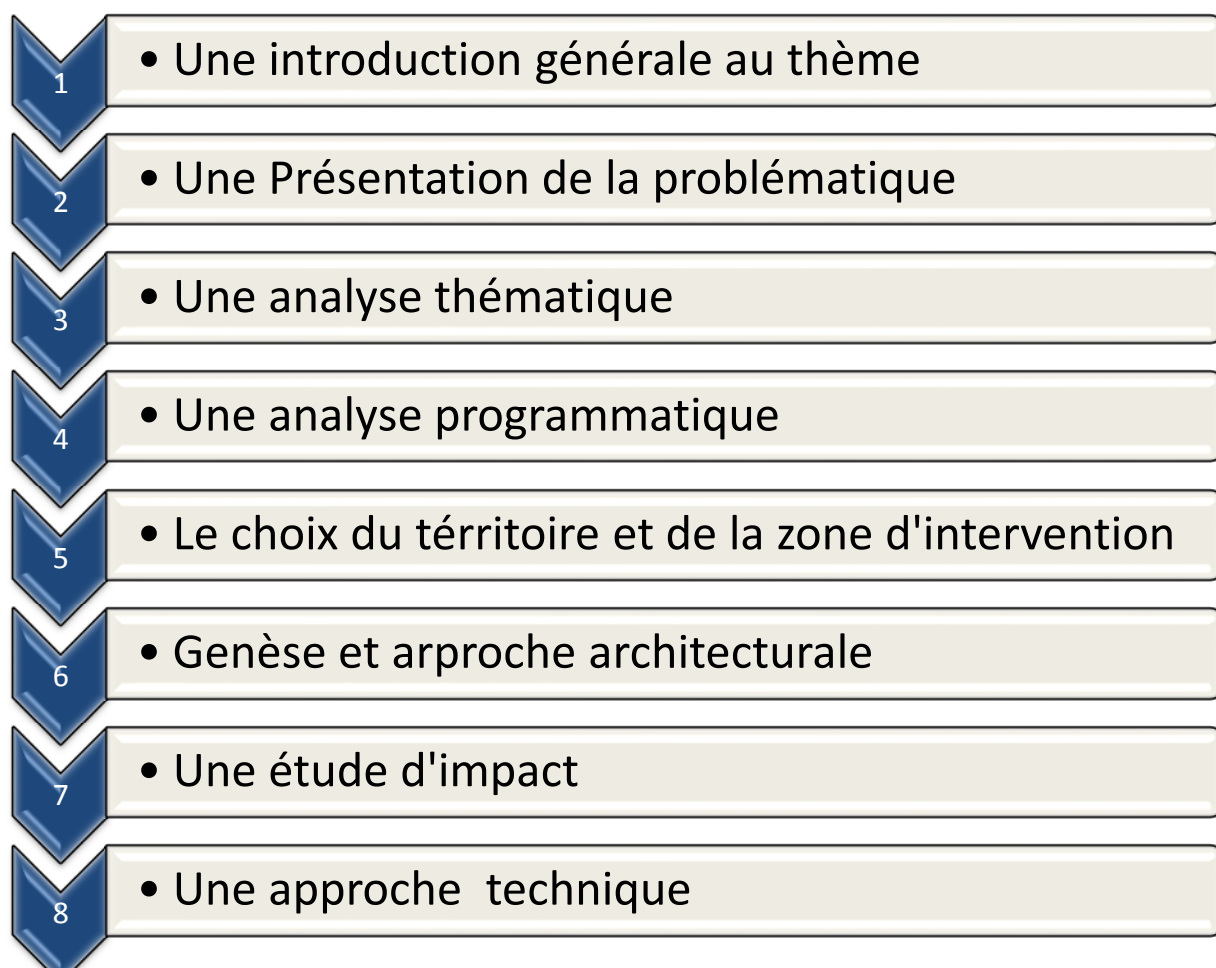 1
• Une introduction générale au thème
2
• Une Présentation de la problématique
3
• Une analyse thématique
4
• Une analyse programmatique
5
• Le choix du térritoire et de la zone d'intervention
6
• Genèse et arproche architecturale
7
• Une étude d'impact
8
• Une approche  technique